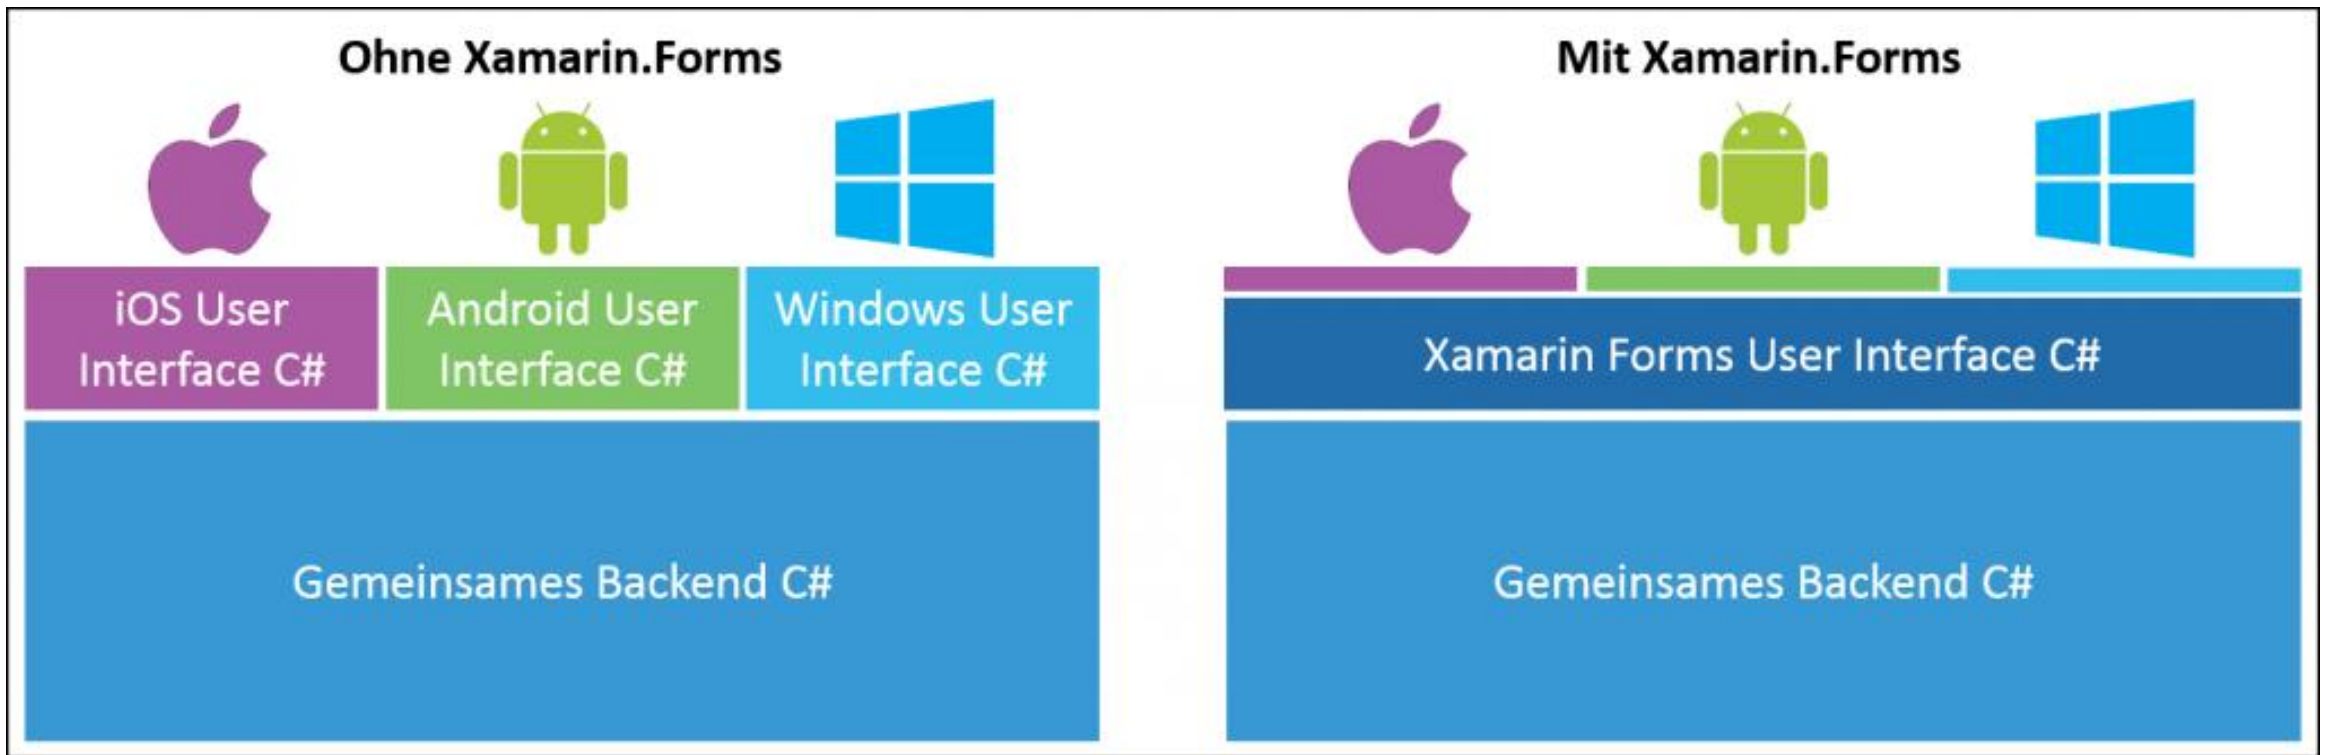 Ohne Xamarin.Forms
iOS User
Interface C#
Android User
Interface C#
Windows User
Interface C#
Gemeinsames Backend C#
Mit Xamarin.Forms
Xamarin Forms User Interface C#
Gemeinsames Backend C#